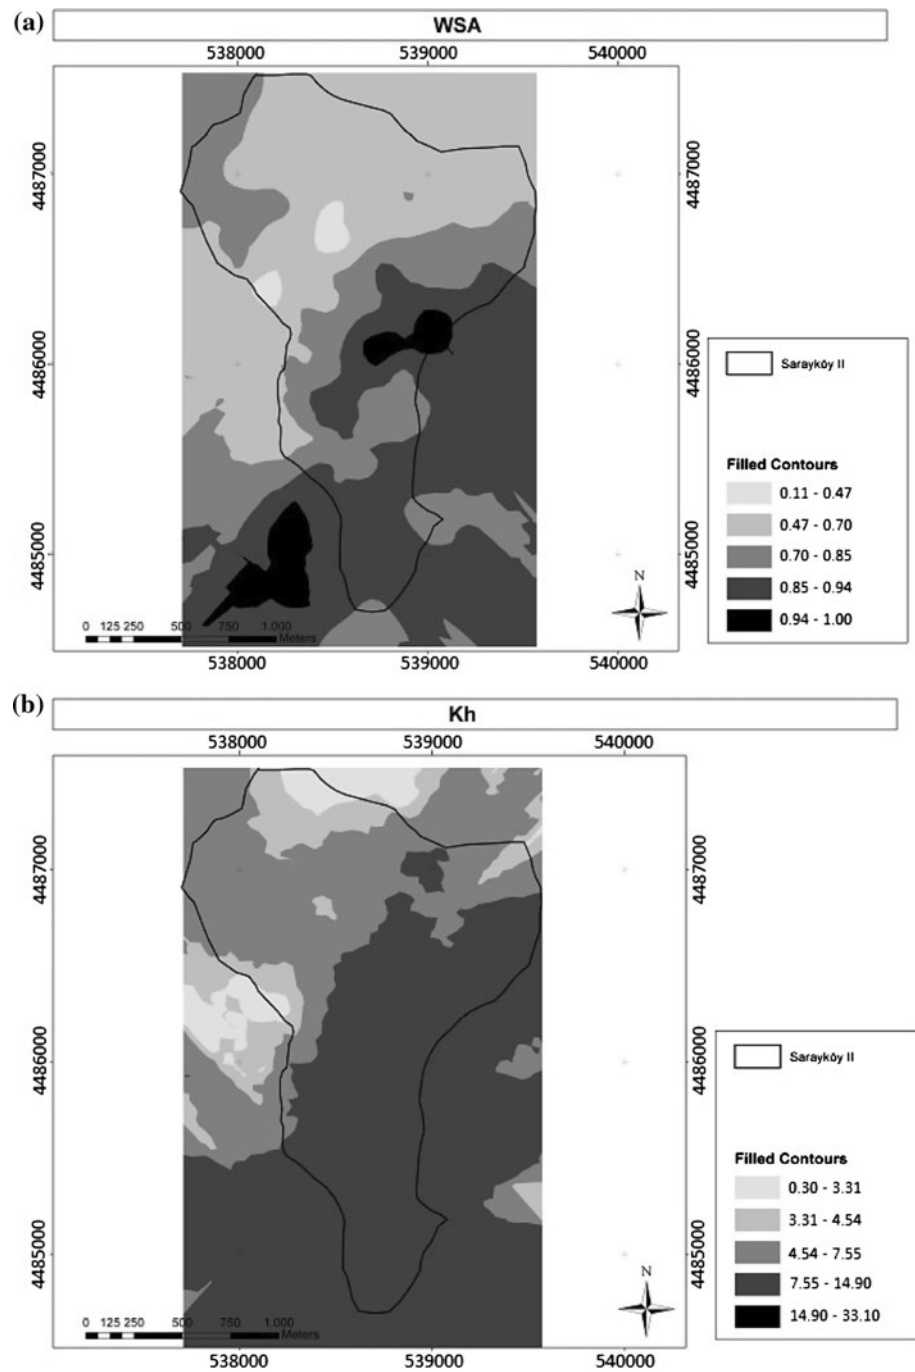 (a)
WSA
538000 539000 540000
4487000 4487000
4486000 4486000
4485000 4485000
Sarayköy II
Filled Contours
0.11 - 0.47
0.47 - 0.70
0.70 - 0.85
0.85 - 0.94
0.94 - 1.00
N
0 125 250 500 750 1.000
Meters
538000 539000 540000
(b)
Kh
538000 539000 540000
4487000 4487000
4486000 4486000
4485000 4485000
Sarayköy II
Filled Contours
0.30 - 3.31
3.31 - 4.54
4.54 - 7.55
7.55 - 14.90
14.90 - 33.10
N
0 125 250 500 750 1.000
Meters
538000 539000 540000